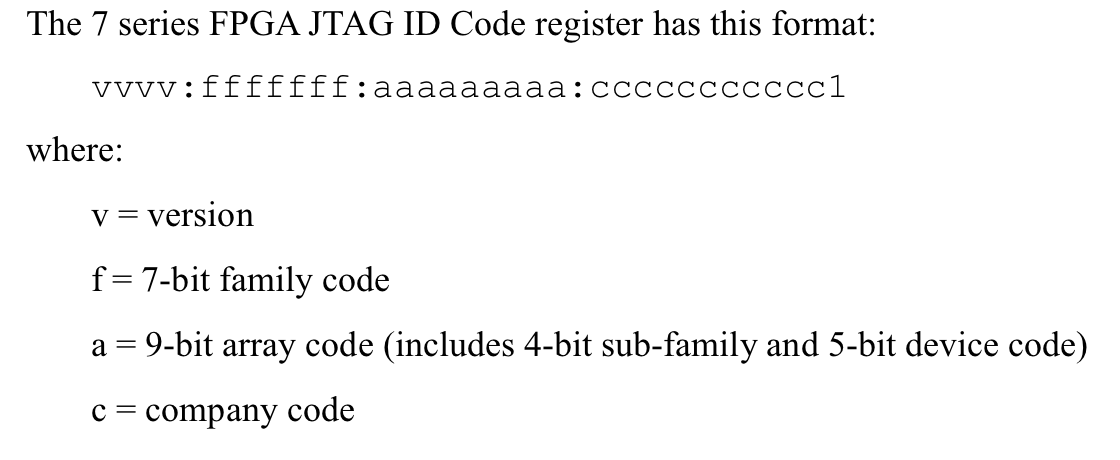 The 7 series FPGA JTAG ID Code register has this format:
vvvv:fffffff:aaaaaaaaa:ccccccccccc1
where:
v = version
f = 7-bit family code
a = 9-bit array code (includes 4-bit sub-family and 5-bit device code)
c = company code